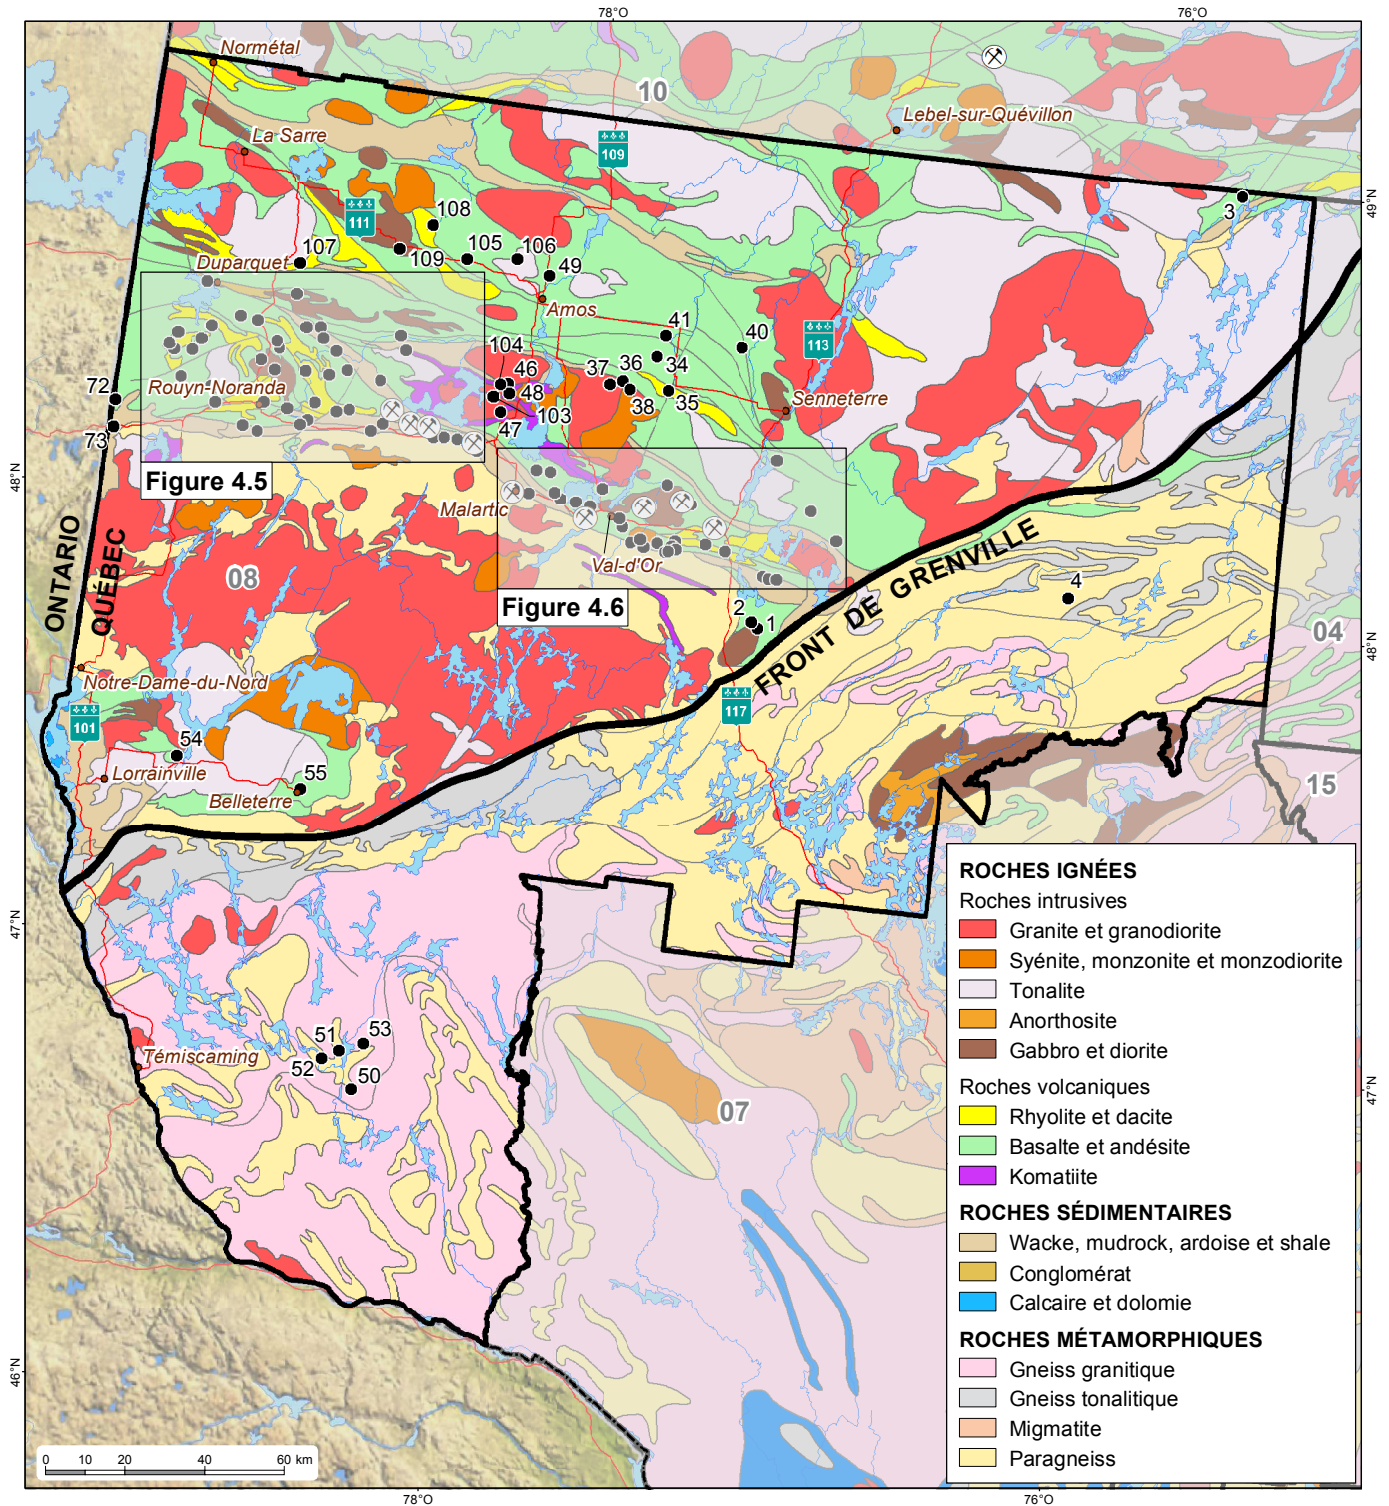 78°O
76°O
Normétal
10
Lebel-sur-Quévillon
La Sarre
109
49°N
111
3
108
107
105
106
Duparquet
109
49
Amos
41
40
113
104
46
37
36
34
72
Rouyn-Noranda
48
38
35
Senneterre
103
73
47
48°N
Figure 4.5
Malartic
ONTARIO
QUÉBEC
08
Val-d'Or
FRONT DE GRENVILLE
4
Figure 4.6
2
1
04
48°N
Notre-Dame-du-Nord
117
101
54
Lorrainville
55
Belleterre
15
47°N
51
53
Témiscaming
52
50
07
47°N
46°N
ROCHES IGNÉES
Roches intrusives
Granite et granodiorite
Syénite, monzonite et monzodiorite
Tonalite
Anorthosite
Gabbro et diorite
Roches volcaniques
Rhyolite et dacite
Basalte et andésite
Komatiite
ROCHES SÉDIMENTAIRES
Wacke, mudrock, ardoise et shale
Conglomérat
Calcaire et dolomie
ROCHES MÉTAMORPHIQUES
Gneiss granitique
Gneiss tonalitique
Migmatite
Paragneiss
0 10 20 40 60 km
78°O
76°O